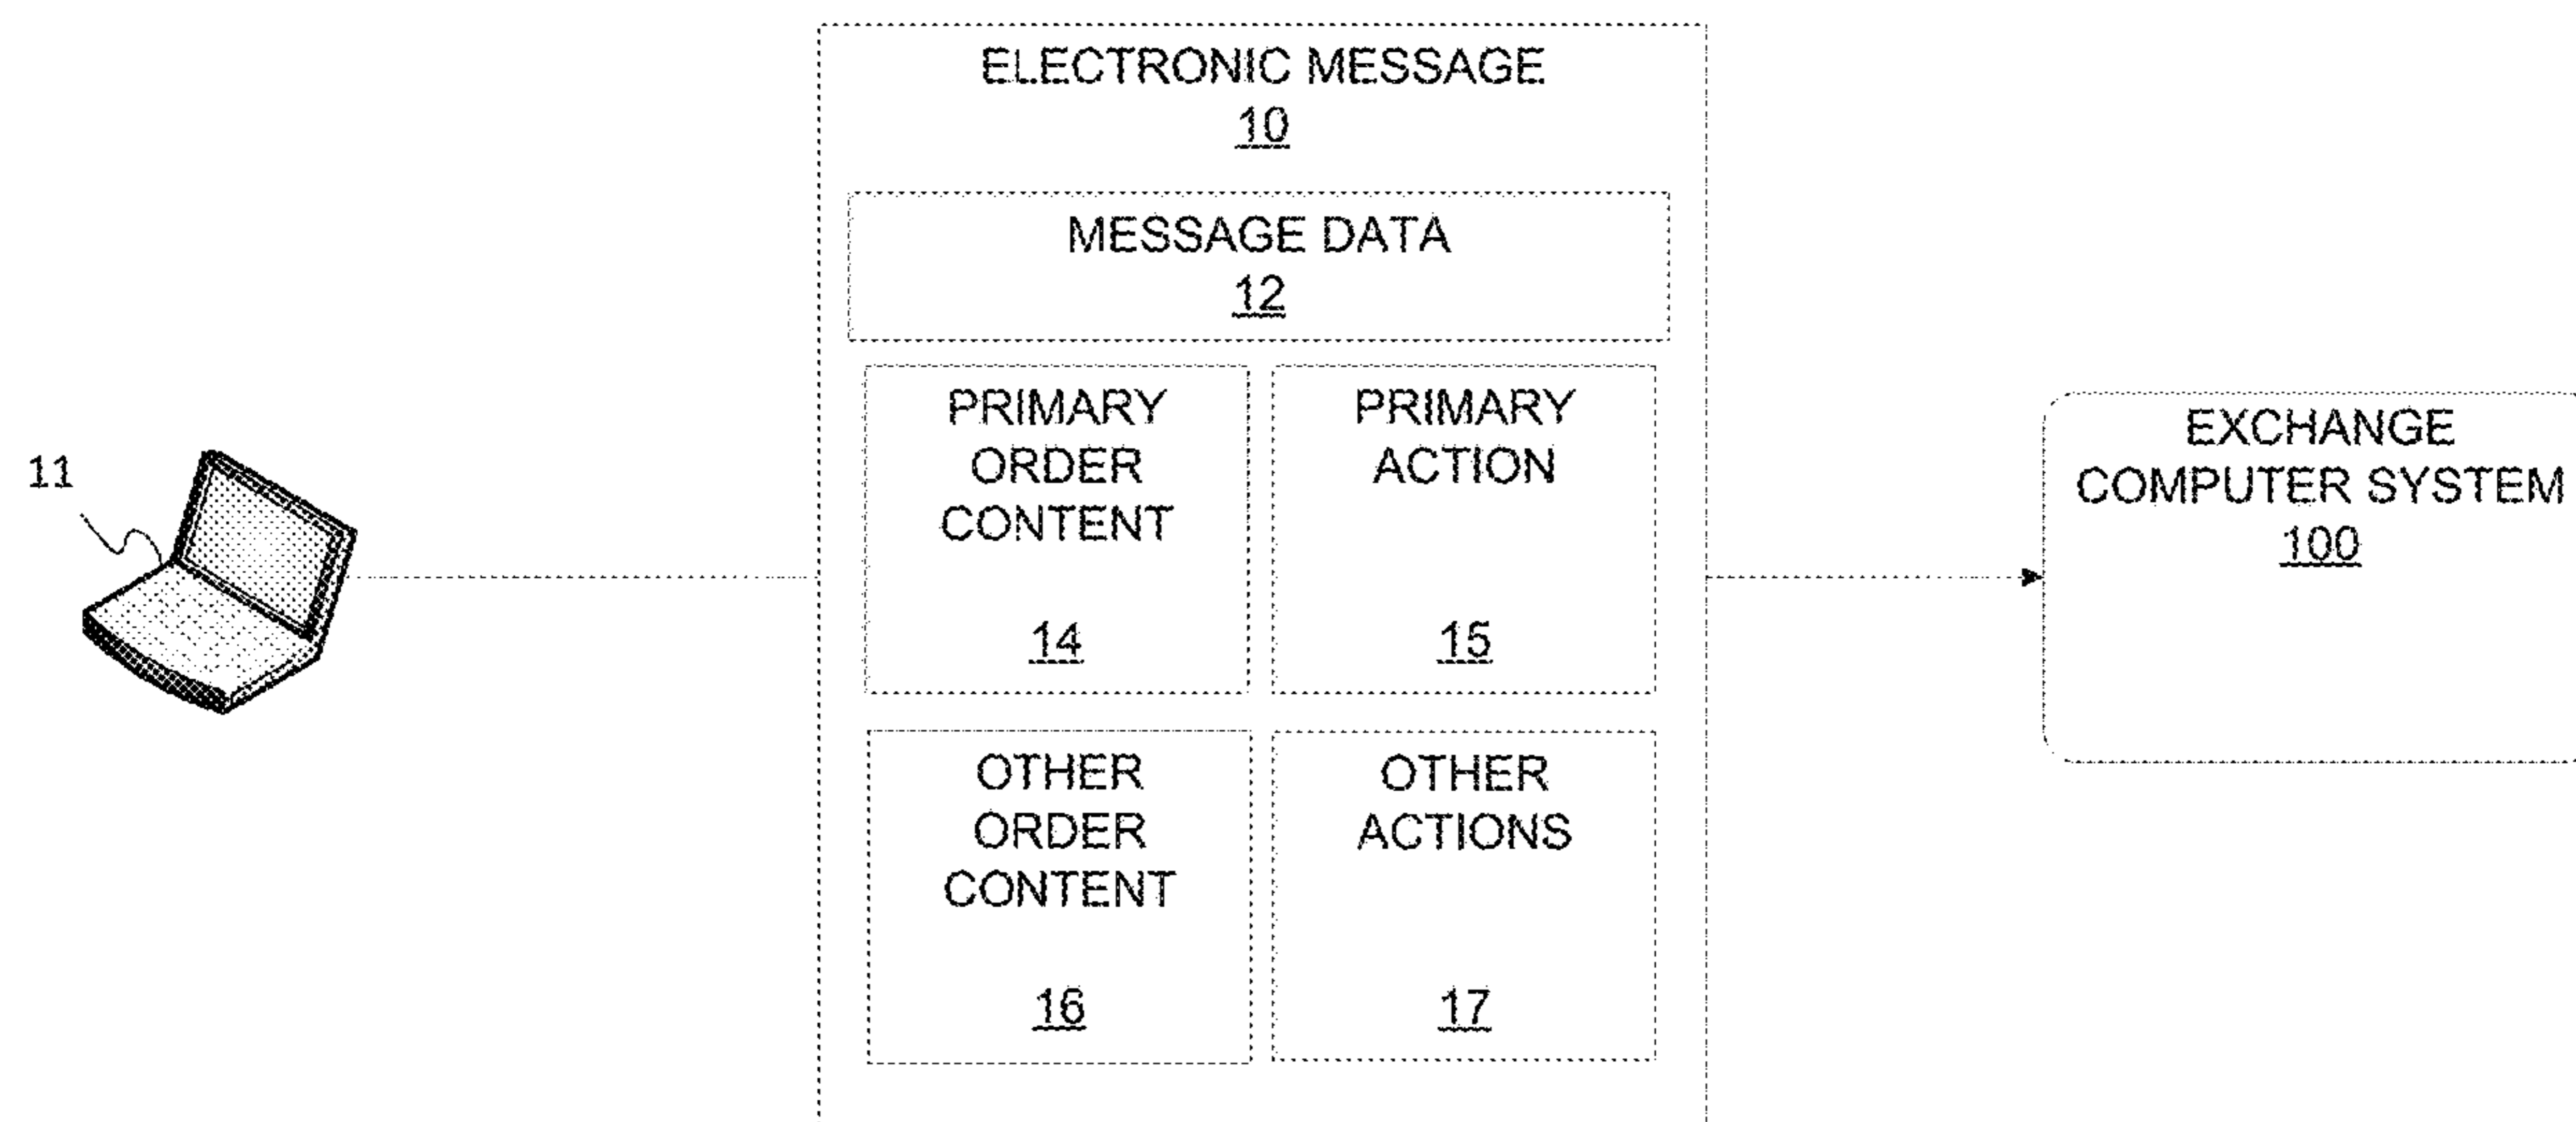 ELECTRONIC MESSAGE
10
MESSAGE DATA
12
PRIMARY
ORDER
CONTENT
14
PRIMARY
ACTION
15
OTHER
ORDER
CONTENT
16
OTHER
ACTIONS
17
11
EXCHANGE
COMPUTER SYSTEM
100